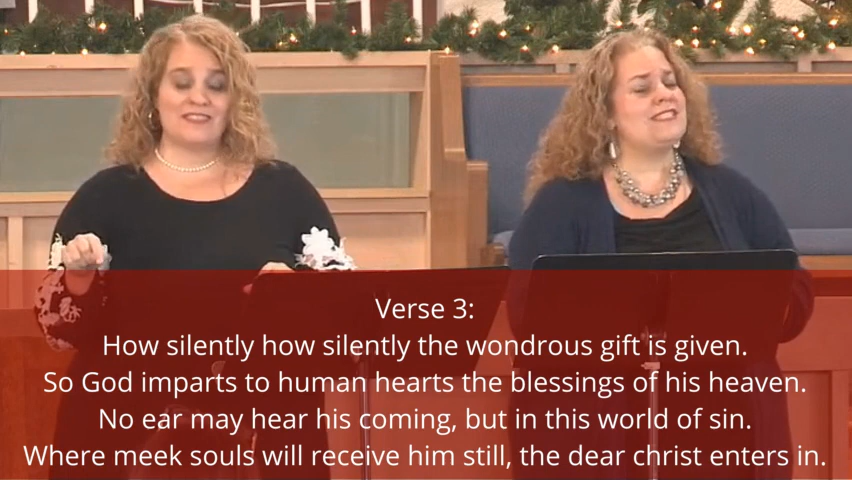 Verse 3:
How silently how silently the wondrous gift is given.
So God imparts to human hearts the blessings of his heaven.
No ear may hear his coming, but in this world of sin.
Where meek souls will receive him still, the dear christ enters in.